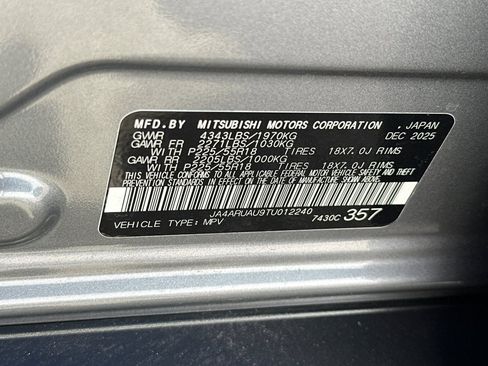 MFD.BY MITSUBISHI MOTORS CORPORATION . JAPAN
GVWR 4343LBS/1970KG DEC 2025
GAWR FR 2271LBS/1030KG
WITH P225/55R18 TIRES 18X7.0J RIMS
GAWR RR 2205LBS/1000KG
WITH P225/55R18 TIRES 18X7.0J RIMS
THIS VEHICLE CONFORMS TO ALL APPLICABLE FEDERAL MOTOR VEHICLE SAFETY AND
THEFT PREVENTION STANDARDS IN EFFECT ON THE DATE OF MANUFACTURE SHOWN ABOVE.
JA4ARUAU9TU012240
VEHICLE TYPE: MPV 7430C 357